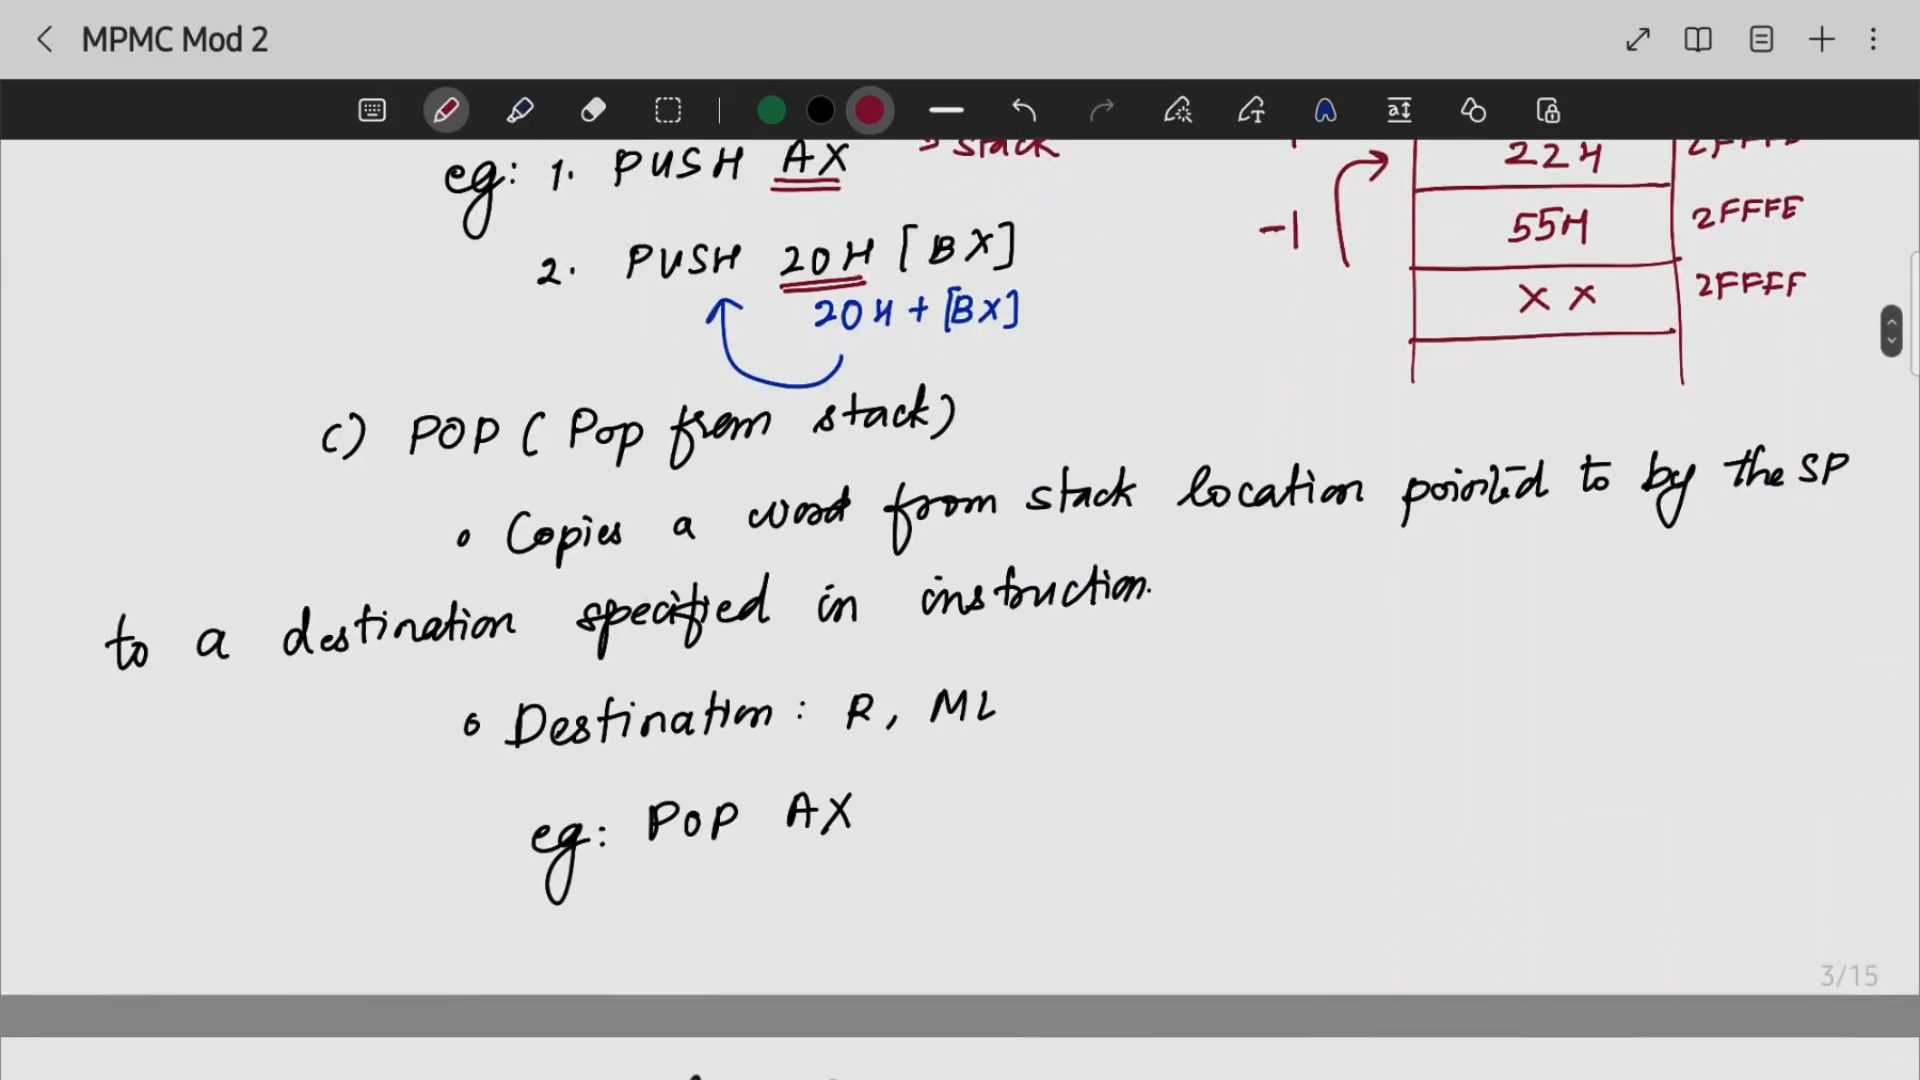 MPMC Mod 2
eg: 1. PUSH AX
stack
22H
2. PUSH 20H [BX]
-1
55H
2FFFE
20H + [BX]
XX
2FFFF
c) POP ( Pop from stack)
• Copies a word from stack location pointed to by the SP
to a destination specified in instruction.
• Destination : R, ML
eg: POP AX
3/15